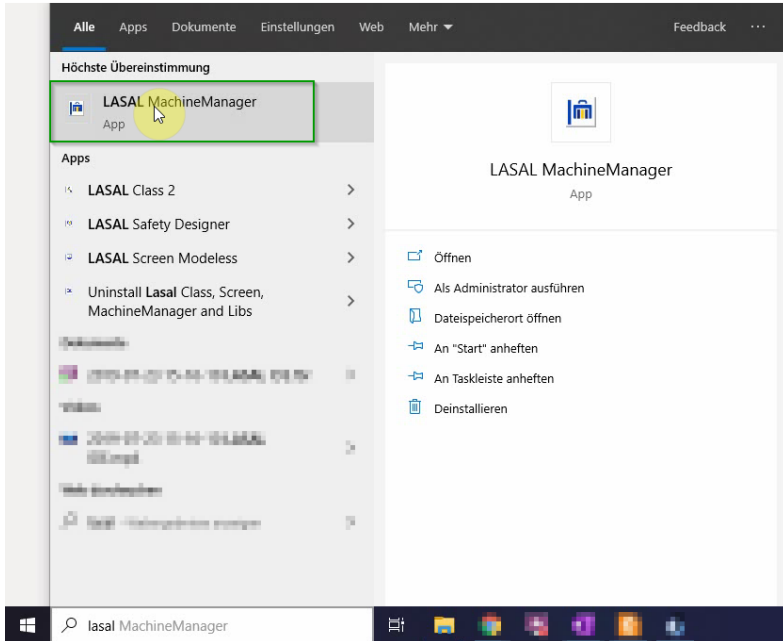 Alle Apps Dokumente Einstellungen Web Mehr Feedback ...
Höchste Übereinstimmung
LASAL MachineManager
App
Apps
LASAL Class 2
LASAL Safety Designer
LASAL Screen Modeless
Uninstall Lasal Class, Screen,
MachineManager and Libs
LASAL MachineManager
App
Öffnen
Als Administrator ausführen
Dateispeicherort öffnen
An "Start" anheften
An Taskleiste anheften
Deinstallieren
lasal MachineManager